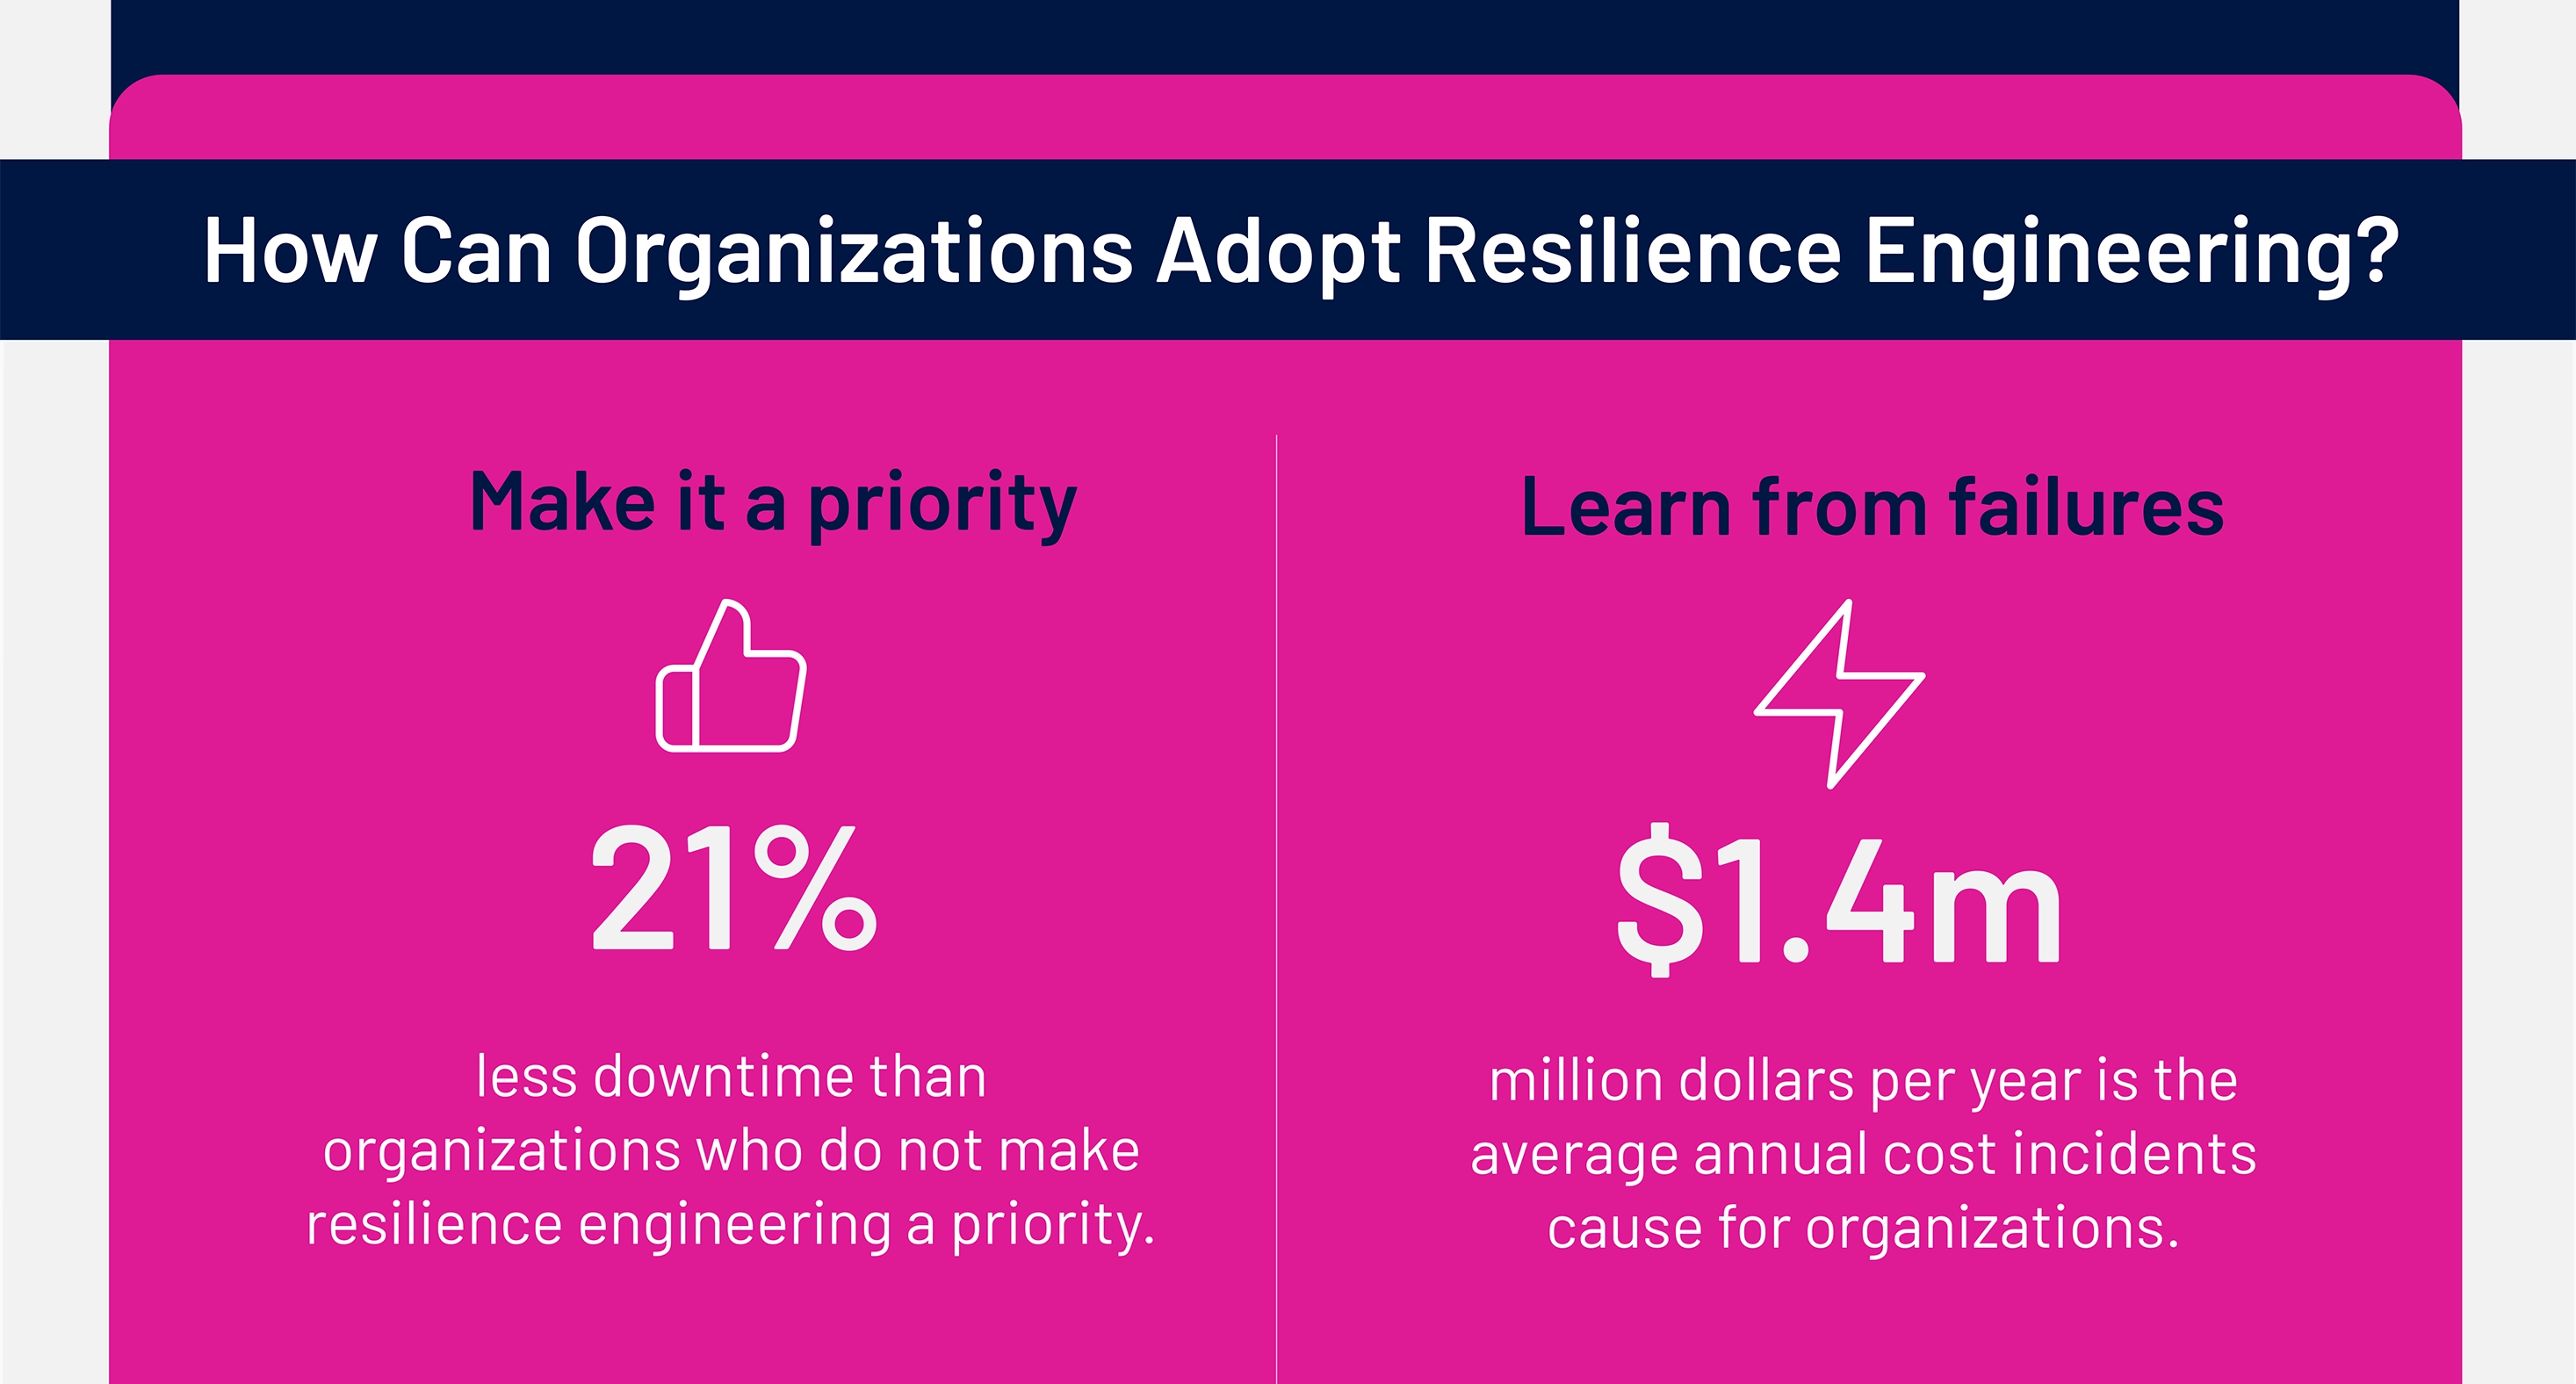 How Can Organizations Adopt Resilience Engineering?
Make it a priority
21%
less downtime than
organizations who do not make
resilience engineering a priority.
Learn from failures
$1.4m
million dollars per year is the
average annual cost incidents
cause for organizations.